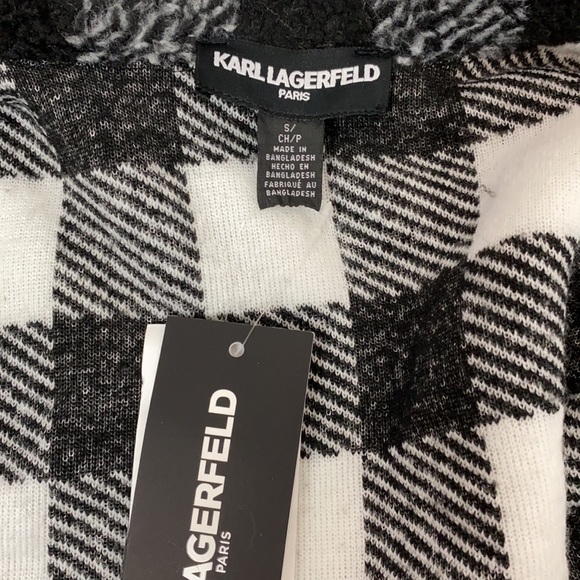 KARL LAGERFELD
PARIS
S/
CH/P
MADE IN
BANGLADESH
HECHO EN
BANGLADESH
FABRIQUÉ AU
BANGLADESH
AGERFELD
PARIS